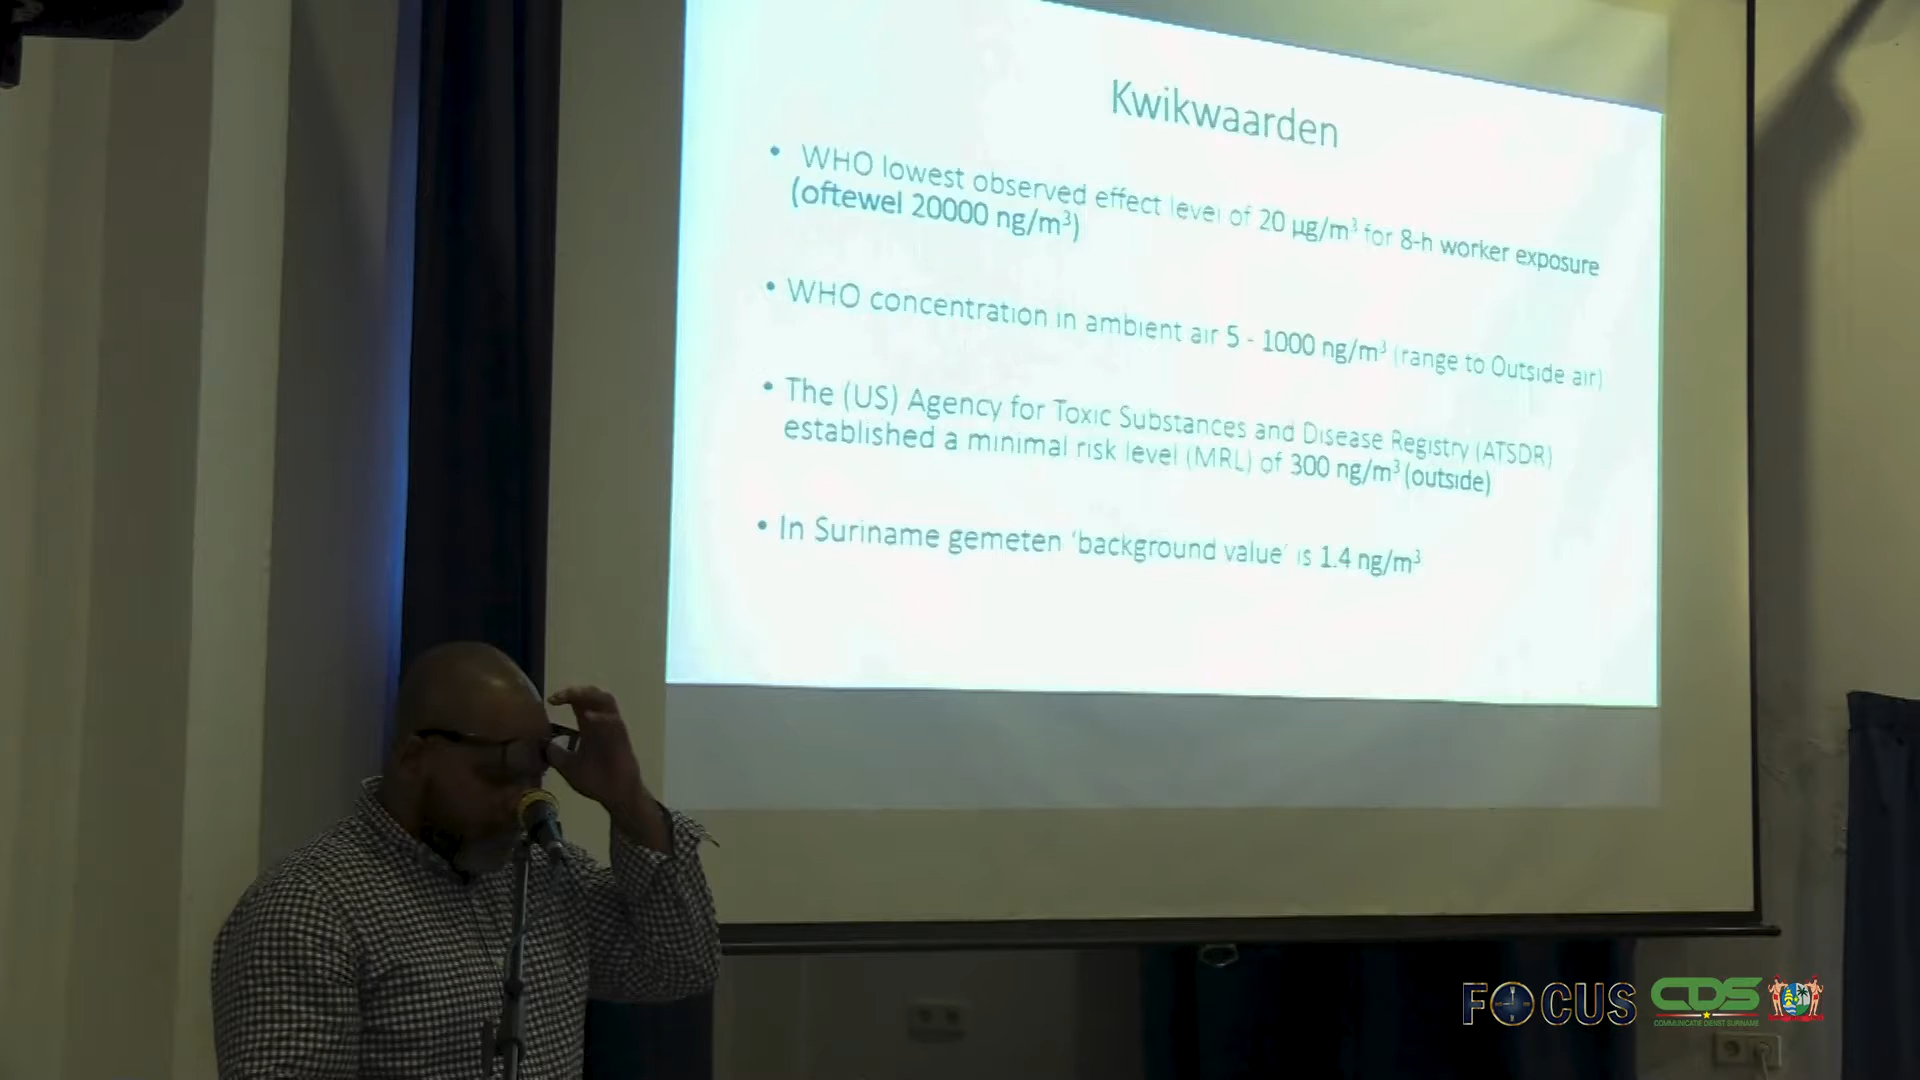 Kwikwaarden
• WHO lowest observed effect level of 20 µg/m³ for 8-h worker exposure
(oftewel 20000 ng/m³)
• WHO concentration in ambient air 5 - 1000 ng/m³ (range to Outside air)
• The (US) Agency for Toxic Substances and Disease Registry (ATSDR)
established a minimal risk level (MRL) of 300 ng/m³ (outside)
• In Suriname gemeten ‘background value’ is 1.4 ng/m³
FOCUS
CDS
COMMUNICATIE DIENST SURINAME